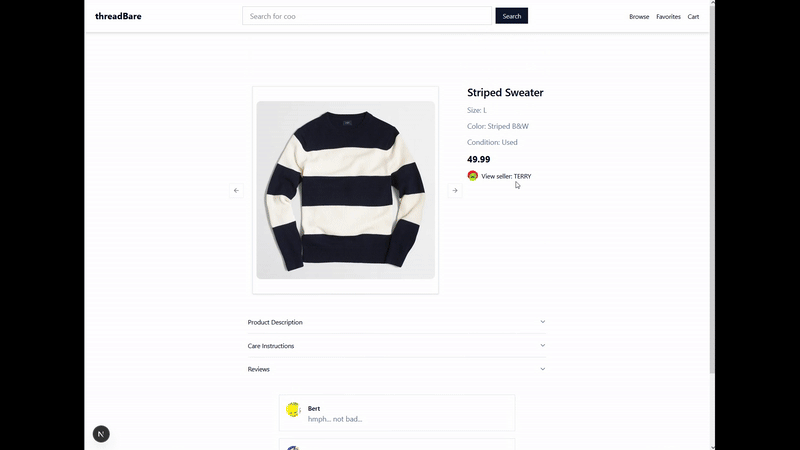 threadBare
Search for coo
Search
Browse Favorites Cart
Striped Sweater
Size: L
Color: Striped B&W
Condition: Used
49.99
View seller: TERRY
Product Description
Care Instructions
Reviews
Bert
hmph... not bad...
N